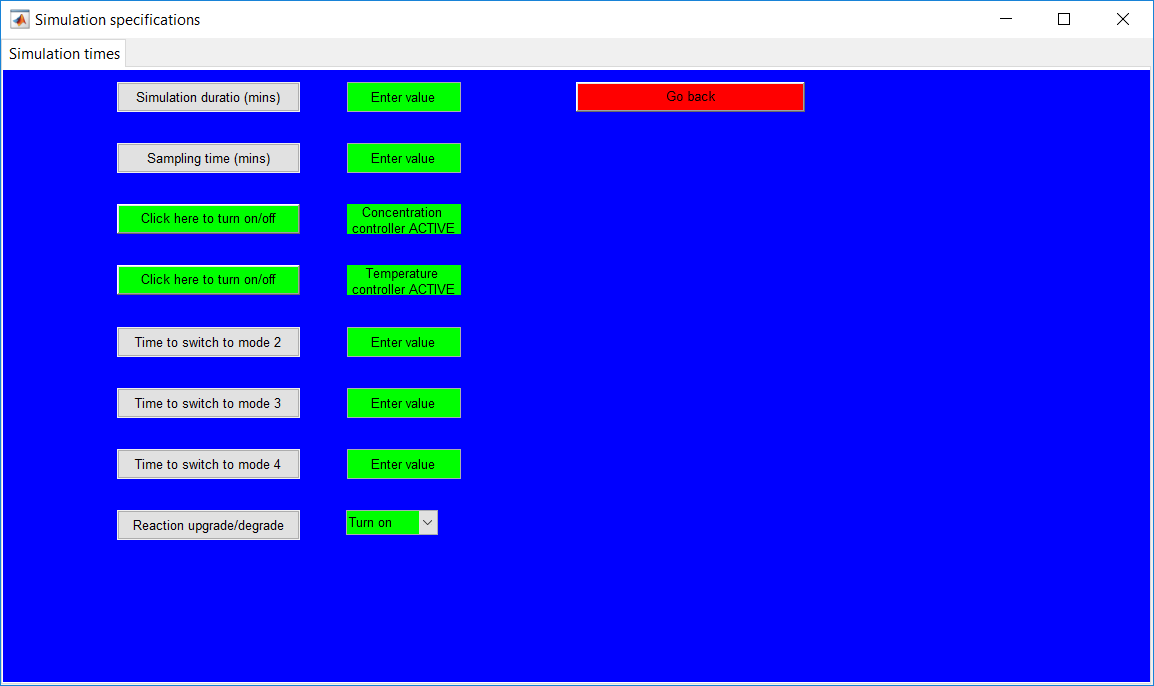 Simulation specifications
Simulation times
Simulation duratio (mins)
Enter value
Go back
Sampling time (mins)
Enter value
Click here to turn on/off
Concentration
controller ACTIVE
Click here to turn on/off
Temperature
controller ACTIVE
Time to switch to mode 2
Enter value
Time to switch to mode 3
Enter value
Time to switch to mode 4
Enter value
Reaction upgrade/degrade
Turn on